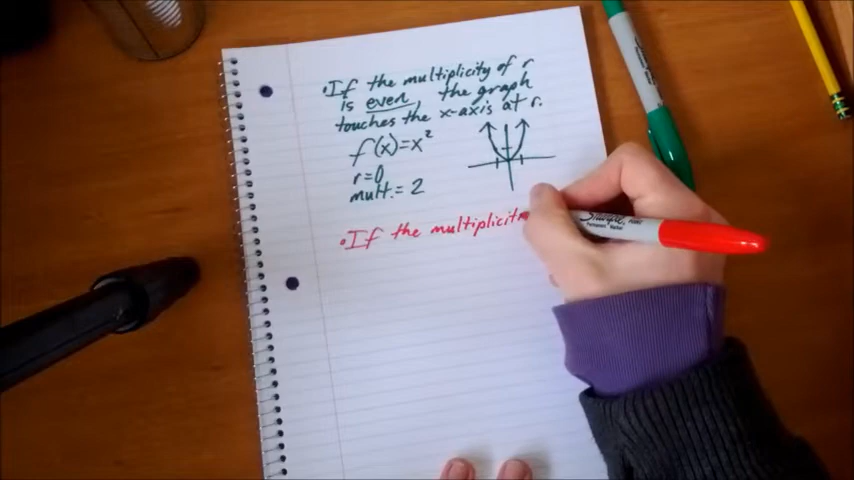 •If the multiplicity of r
is even, the graph
touches the x-axis at r.
f(x)=x²
r=0
mult.=2
•If the multiplicit